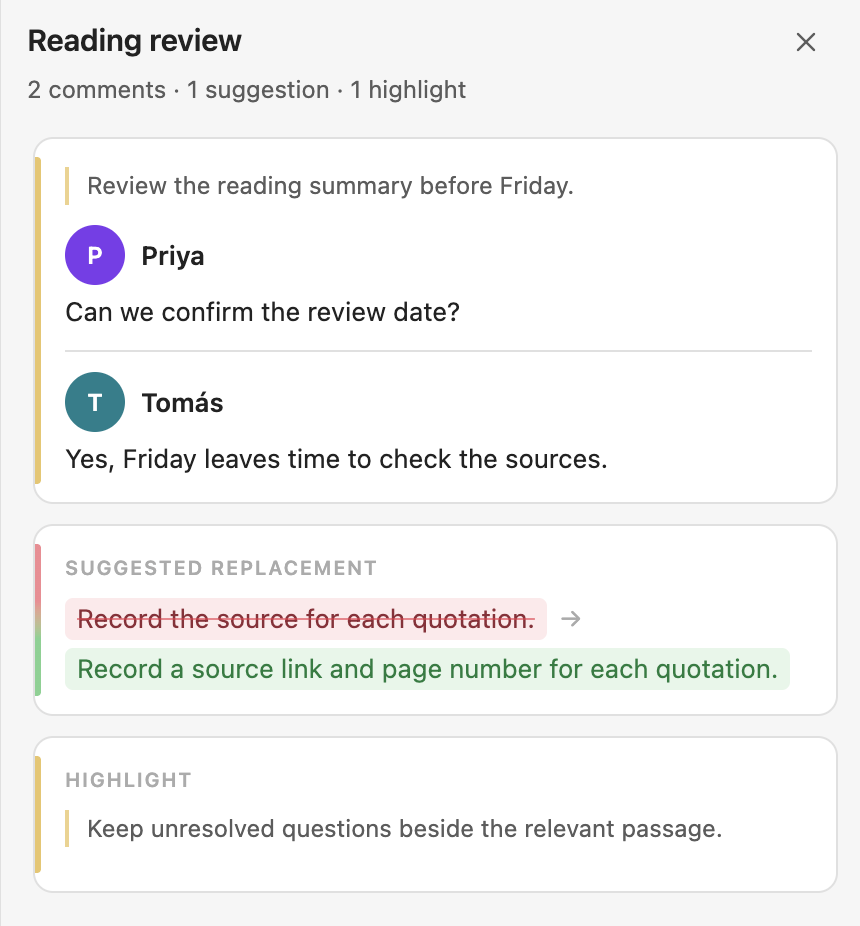 Reading review
2 comments · 1 suggestion · 1 highlight
Review the reading summary before Friday.
P Priya
Can we confirm the review date?
T Tomás
Yes, Friday leaves time to check the sources.
SUGGESTED REPLACEMENT
Record the source for each quotation. →
Record a source link and page number for each quotation.
HIGHLIGHT
Keep unresolved questions beside the relevant passage.